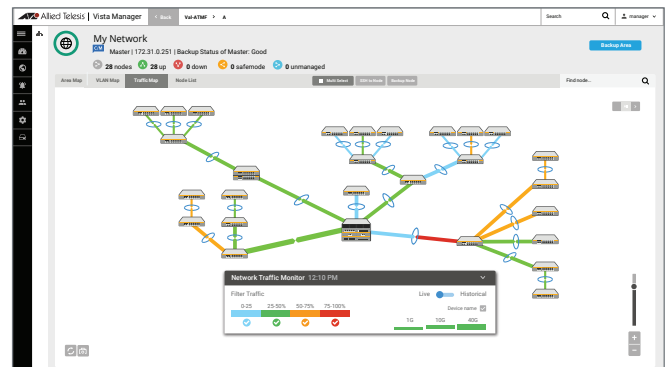 Allied Telesis | Vista Manager < Back Val-ATMF > A Search manager
My Network
C/M Master | 172.31.0.251 | Backup Status of Master: Good
Backup Area
28 nodes 28 up 0 down 0 safemode 0 unmanaged
Area Map VLAN Map Traffic Map Node List Multi Select SSH to Node Backup Node Find node...
Network Traffic Monitor 12:10 PM
Filter Traffic Live Historical
0-25 25-50% 50-75% 75-100% Device name
1G 10G 40G